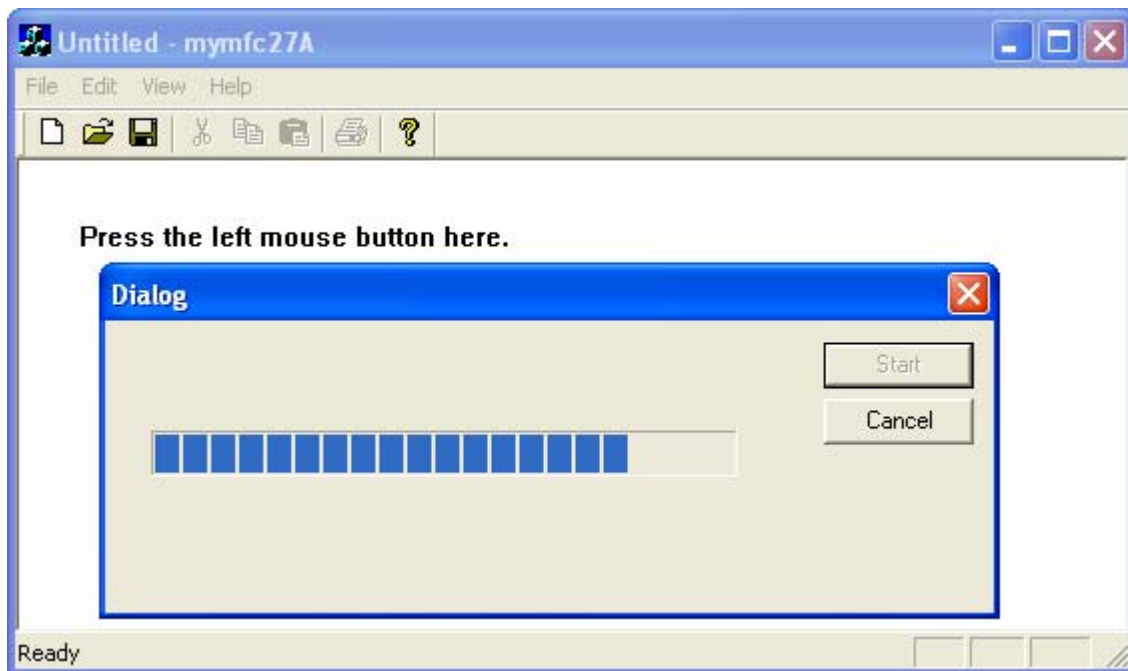 Untitled - mymfc27A
File Edit View Help
Press the left mouse button here.
Dialog
Start
Cancel
Ready